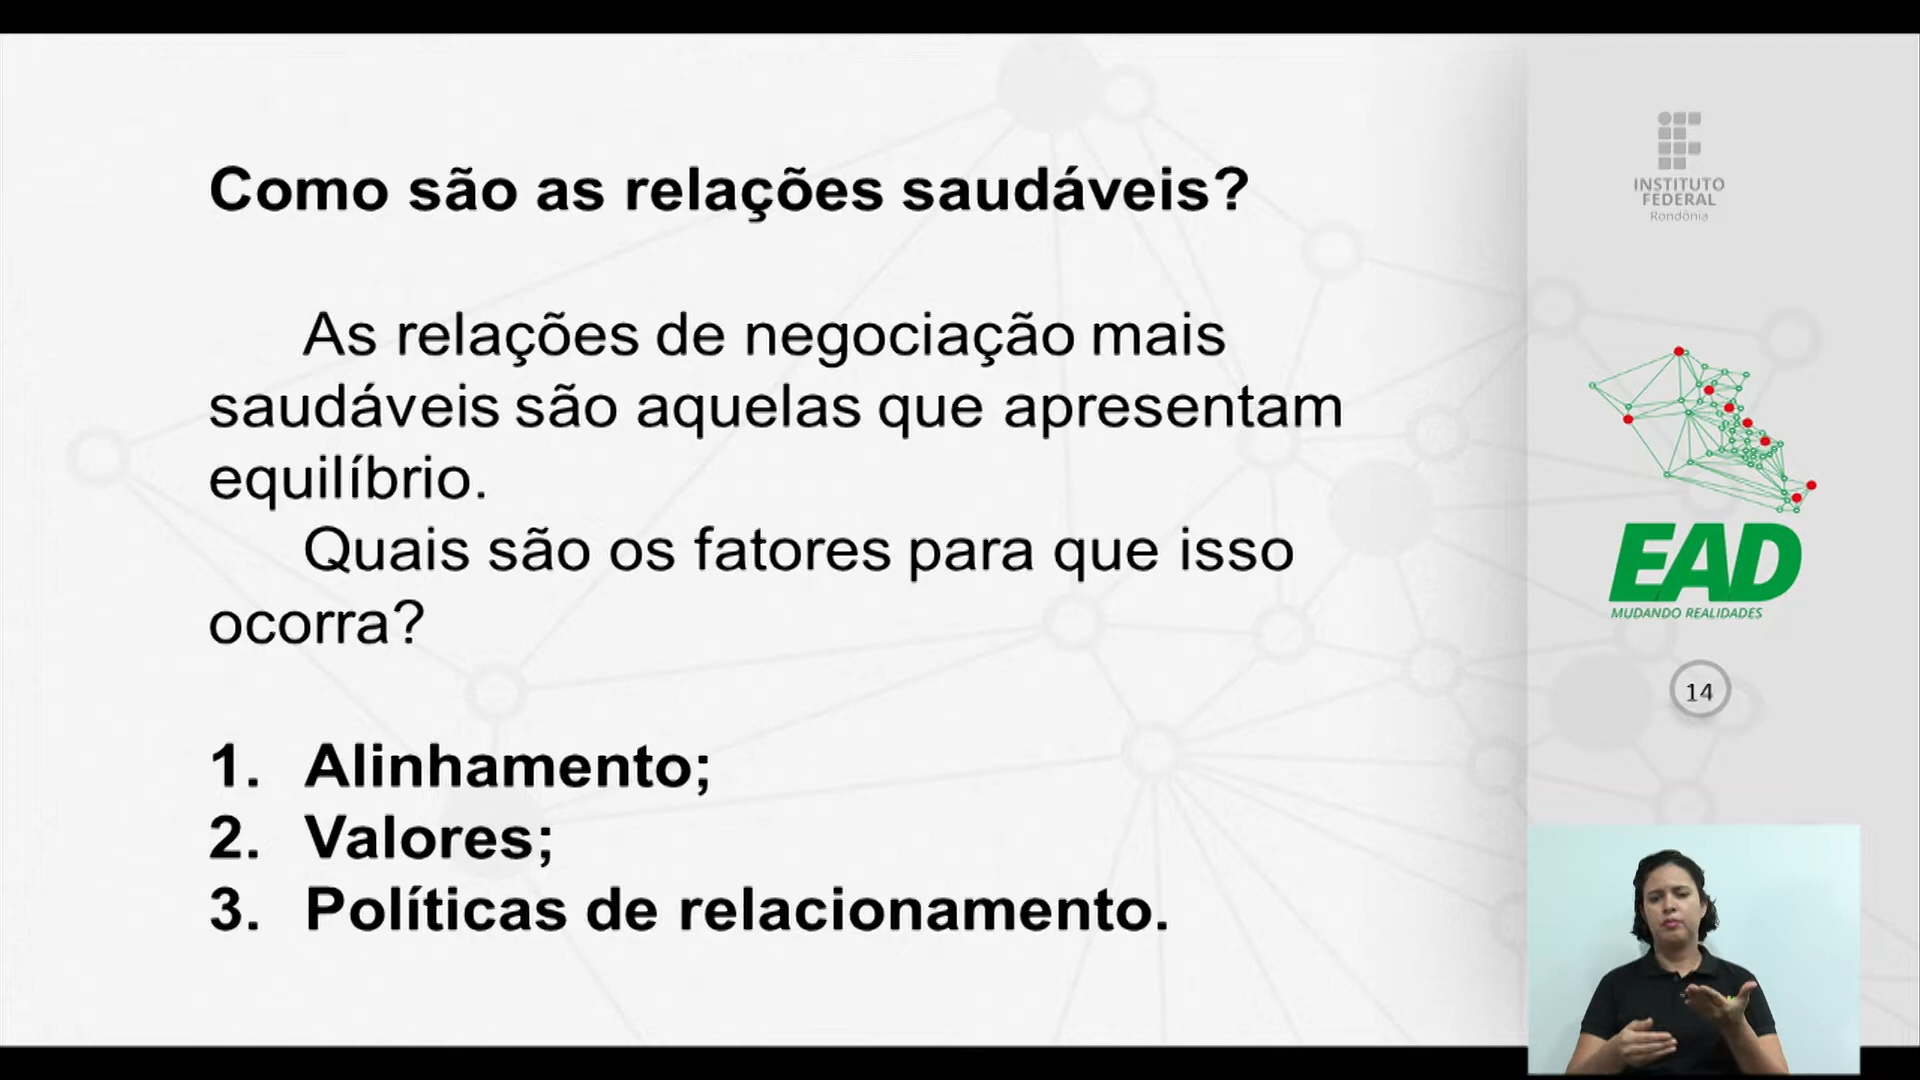 Como são as relações saudáveis?
As relações de negociação mais
saudáveis são aquelas que apresentam
equilíbrio.
Quais são os fatores para que isso
ocorra?
1. Alinhamento;
2. Valores;
3. Políticas de relacionamento.
INSTITUTO
FEDERAL
Rondônia
EAD
MUDANDO REALIDADES
14